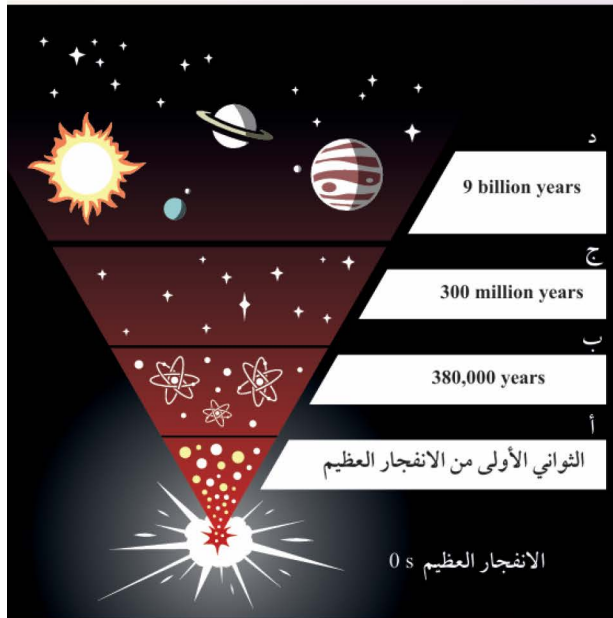 د
9 billion years
ج
300 million years
ب
380,000 years
أ
الثواني الأولى من الانفجار العظيم
الانفجار العظيم 0 s